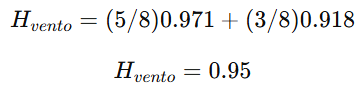 H_vento = (5/8)0.971 + (3/8)0.918
H_vento = 0.95